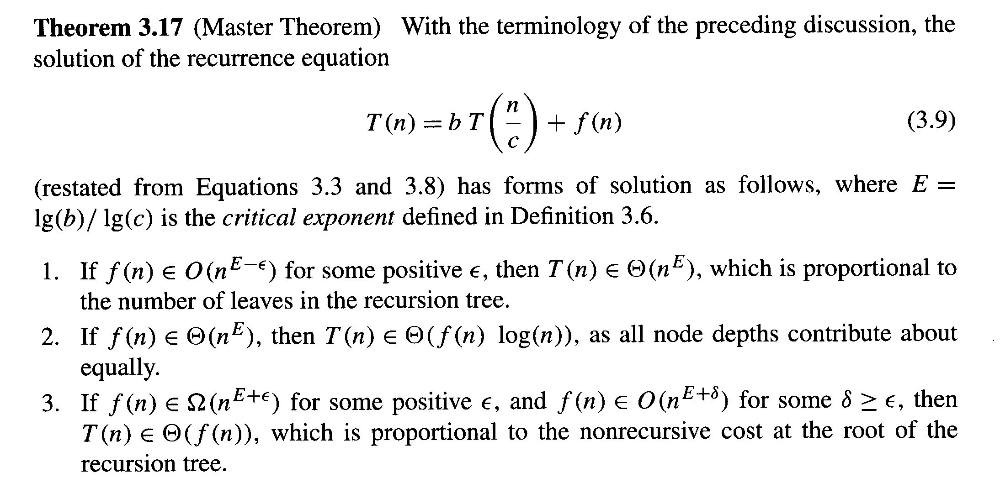 Theorem 3.17 (Master Theorem) With the terminology of the preceding discussion, the
solution of the recurrence equation
T(n) = b T(n/c) + f(n) (3.9)
(restated from Equations 3.3 and 3.8) has forms of solution as follows, where E =
lg(b)/ lg(c) is the critical exponent defined in Definition 3.6.
1. If f(n) ∈ O(n^{E−ϵ}) for some positive ϵ, then T(n) ∈ Θ(n^E), which is proportional to
the number of leaves in the recursion tree.
2. If f(n) ∈ Θ(n^E), then T(n) ∈ Θ(f(n) log(n)), as all node depths contribute about
equally.
3. If f(n) ∈ Ω(n^{E+ϵ}) for some positive ϵ, and f(n) ∈ O(n^{E+δ}) for some δ ≥ ϵ, then
T(n) ∈ Θ(f(n)), which is proportional to the nonrecursive cost at the root of the
recursion tree.